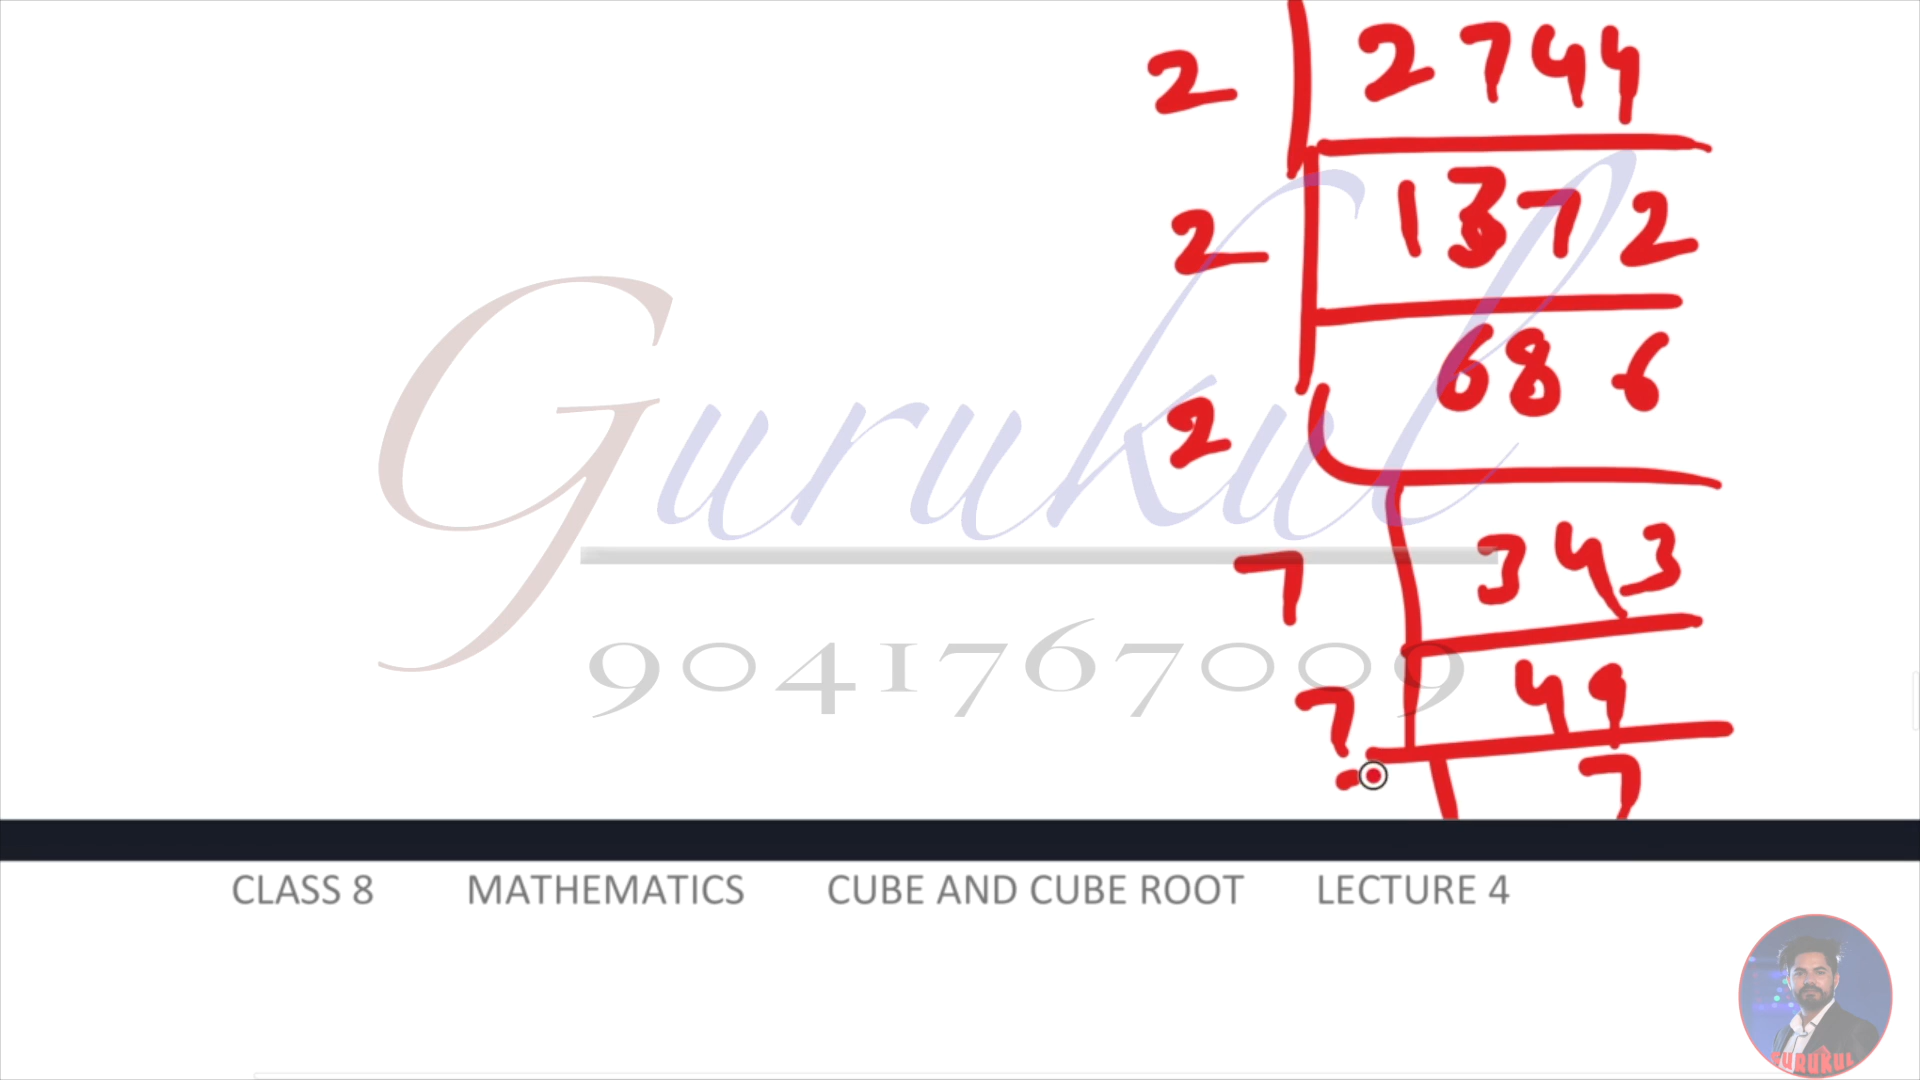 2 2744
2 1372
2 686
7 343
7 49
7
Gurukul
9041767009
CLASS 8 MATHEMATICS CUBE AND CUBE ROOT LECTURE 4
GURUKUL